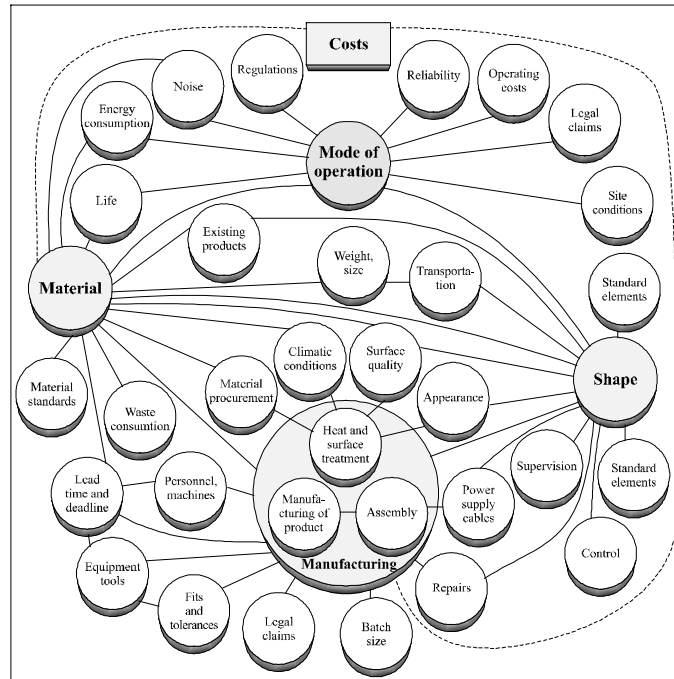 Costs
Regulations
Reliability
Operating
costs
Noise
Energy
consumption
Legal
claims
Mode of
operation
Life
Site
conditions
Existing
products
Weight,
size
Transporta-
tion
Standard
elements
Material
Climatic
conditions
Surface
quality
Shape
Material
standards
Material
procurement
Appearance
Waste
consumtion
Heat and
surface
treatment
Supervision
Standard
elements
Lead
time and
deadline
Personnel,
machines
Manufa-
cturing of
product
Assembly
Power
supply
cables
Control
Manufacturing
Equipment
tools
Repairs
Fits
and
tolerances
Legal
claims
Batch
size